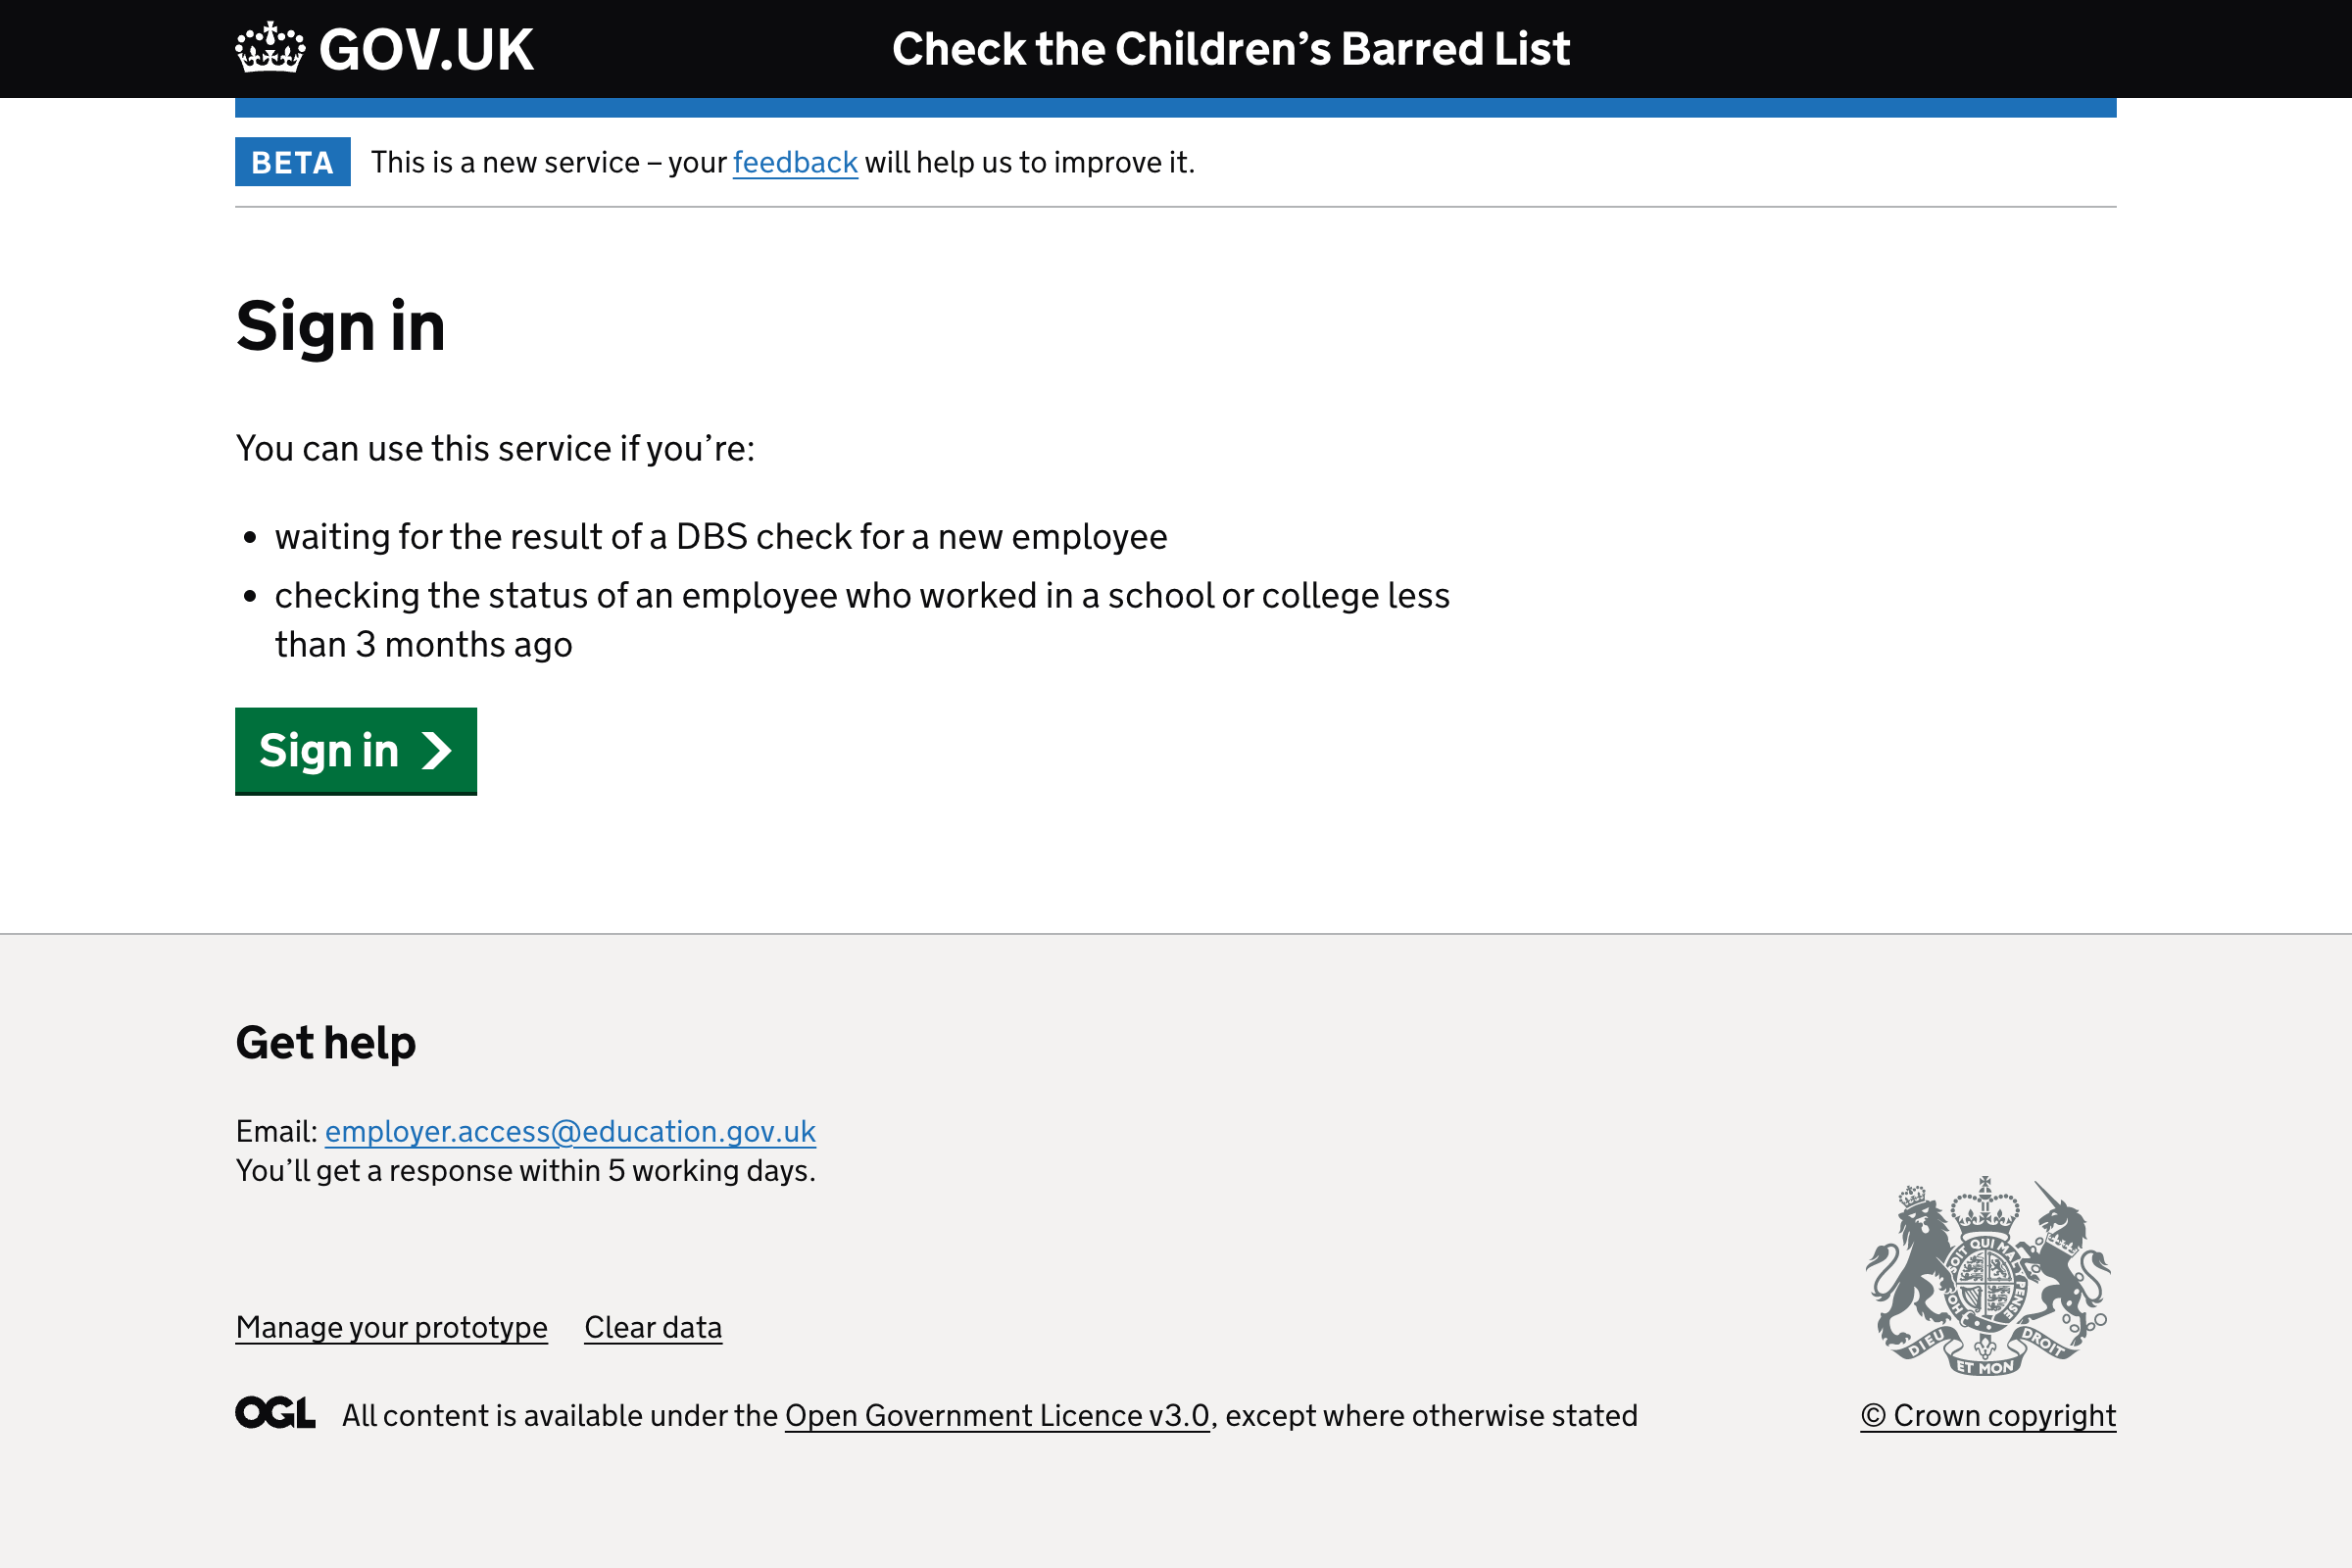 GOV.UK
Check the Children’s Barred List
BETA
This is a new service – your feedback will help us to improve it.
Sign in
You can use this service if you’re:
• waiting for the result of a DBS check for a new employee
• checking the status of an employee who worked in a school or college less
than 3 months ago
Sign in
Get help
Email: employer.access@education.gov.uk
You’ll get a response within 5 working days.
Manage your prototype
Clear data
OGL
All content is available under the Open Government Licence v3.0, except where otherwise stated
SOIT QUI MAL Y PENSE
DIEU ET MON DROIT
© Crown copyright